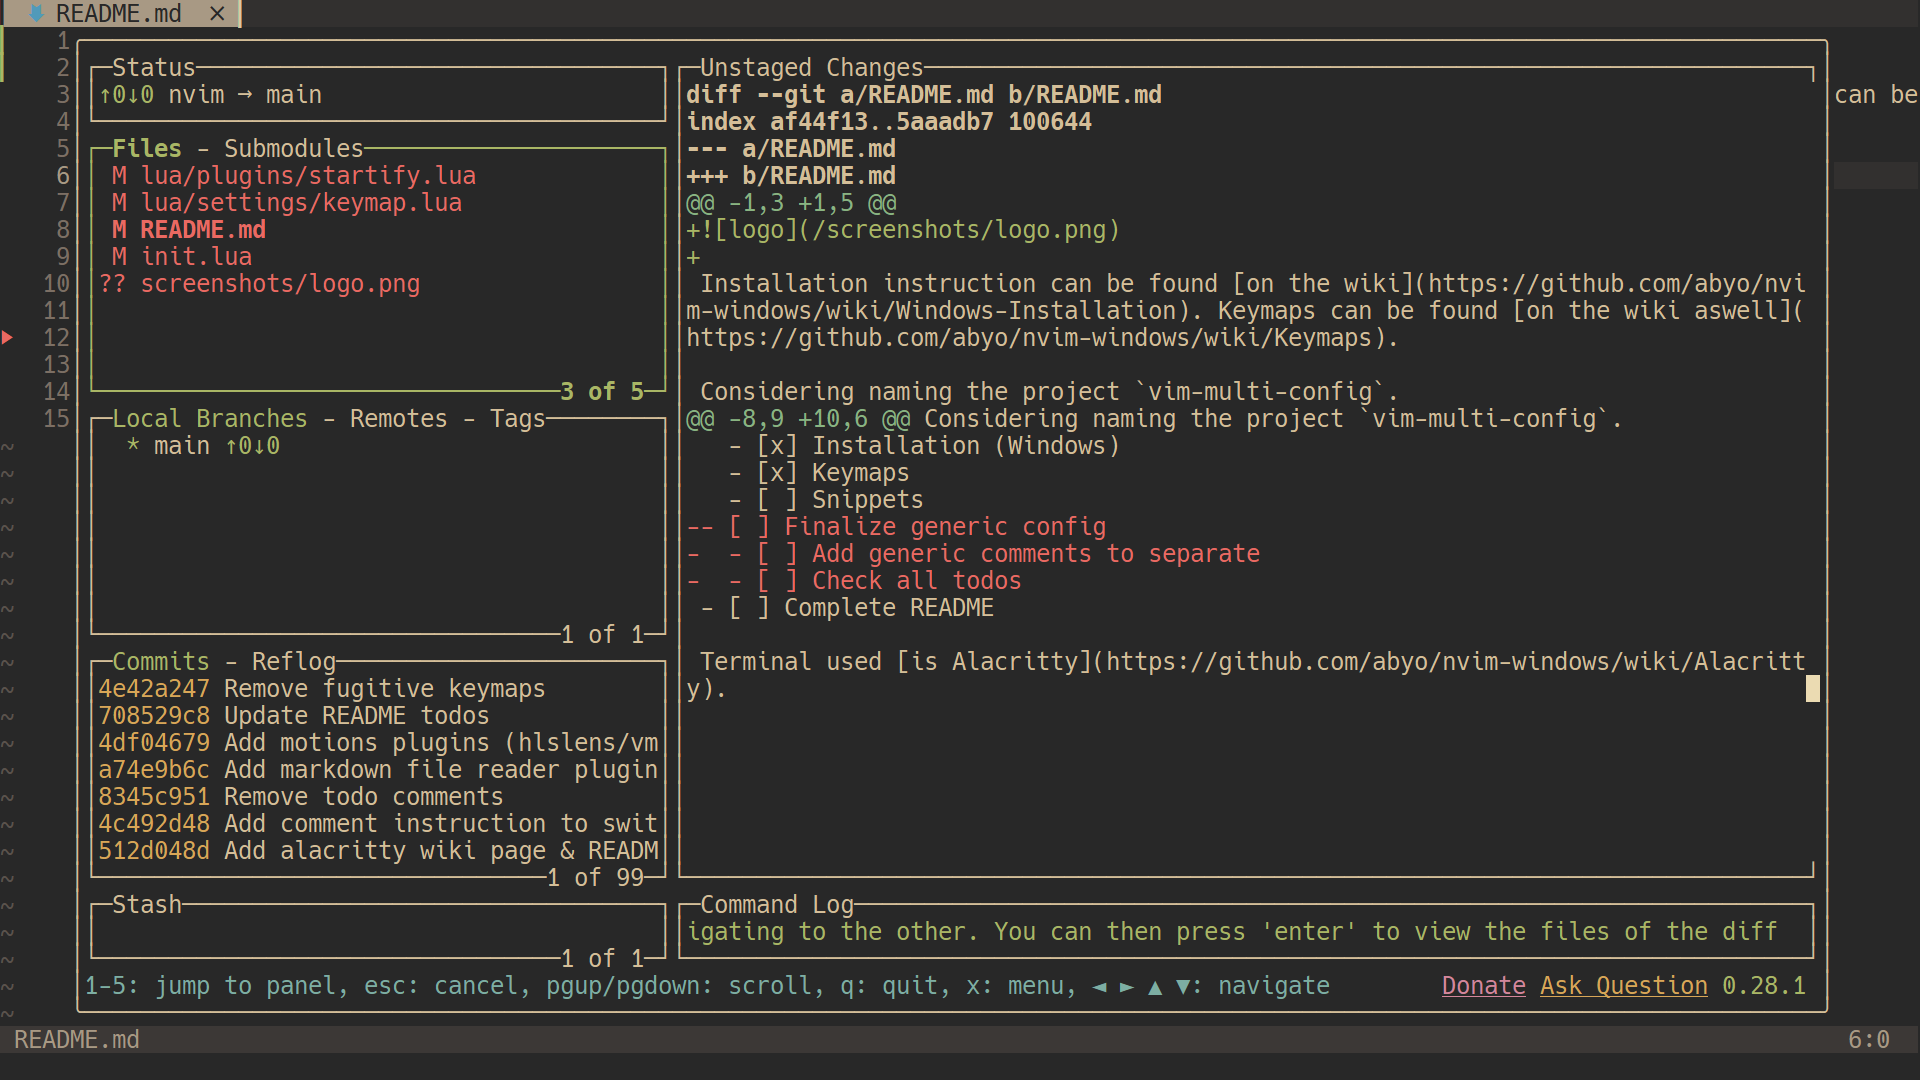 README.md ×
1
2 Status
3 ↑0↓0 nvim → main
4
5 Files - Submodules
6 M lua/plugins/startify.lua
7 M lua/settings/keymap.lua
8 M README.md
9 M init.lua
10 ?? screenshots/logo.png
11
12
13
14 3 of 5
15 Local Branches - Remotes - Tags
* main ↑0↓0
1 of 1
Commits - Reflog
4e42a247 Remove fugitive keymaps
708529c8 Update README todos
4df04679 Add motions plugins (hlslens/vm
a74e9b6c Add markdown file reader plugin
8345c951 Remove todo comments
4c492d48 Add comment instruction to swit
512d048d Add alacritty wiki page & READM
1 of 99
Stash
1 of 1
Unstaged Changes
diff --git a/README.md b/README.md
can be
index af44f13..5aaadb7 100644
--- a/README.md
+++ b/README.md
@@ -1,3 +1,5 @@
+![logo](/screenshots/logo.png)
+
Installation instruction can be found [on the wiki](https://github.com/abyo/nvi
m-windows/wiki/Windows-Installation). Keymaps can be found [on the wiki aswell](
https://github.com/abyo/nvim-windows/wiki/Keymaps).
Considering naming the project `vim-multi-config`.
@@ -8,9 +10,6 @@ Considering naming the project `vim-multi-config`.
- [x] Installation (Windows)
- [x] Keymaps
- [ ] Snippets
-- [ ] Finalize generic config
-  - [ ] Add generic comments to separate
-  - [ ] Check all todos
- [ ] Complete README
Terminal used [is Alacritty](https://github.com/abyo/nvim-windows/wiki/Alacritt
y).
Command Log
igating to the other. You can then press 'enter' to view the files of the diff
1-5: jump to panel, esc: cancel, pgup/pgdown: scroll, q: quit, x: menu, ◄ ► ▲ ▼: navigate Donate Ask Question 0.28.1
README.md 6:0